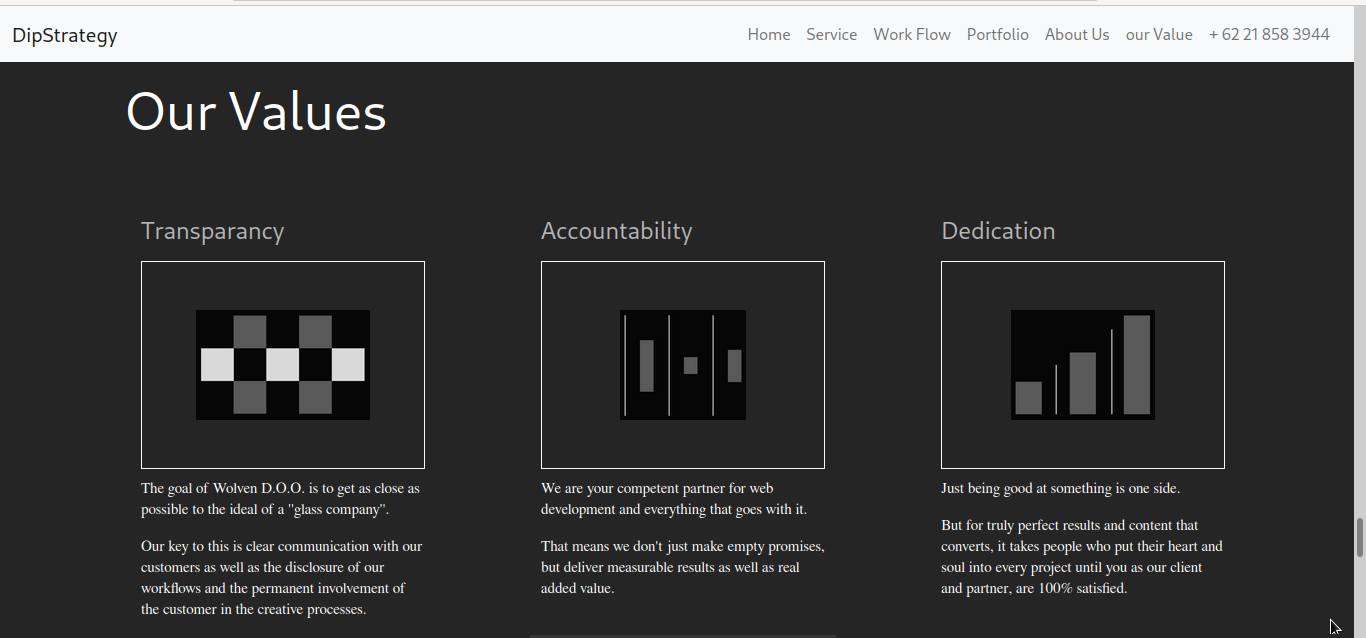 DipStrategy
Home Service Work Flow Portfolio About Us our Value + 62 21 858 3944
Our Values
Transparancy
The goal of Wolven D.O.O. is to get as close as
possible to the ideal of a "glass company".
Our key to this is clear communication with our
customers as well as the disclosure of our
workflows and the permanent involvement of
the customer in the creative processes.
Accountability
We are your competent partner for web
development and everything that goes with it.
That means we don't just make empty promises,
but deliver measurable results as well as real
added value.
Dedication
Just being good at something is one side.
But for truly perfect results and content that
converts, it takes people who put their heart and
soul into every project until you as our client
and partner, are 100% satisfied.